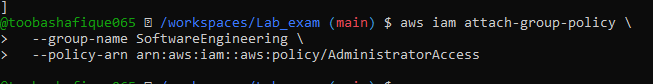 ]
@toobashafique065 /workspaces/Lab_exam (main) $ aws iam attach-group-policy \
>   --group-name SoftwareEngineering \
>   --policy-arn arn:aws:iam::aws:policy/AdministratorAccess